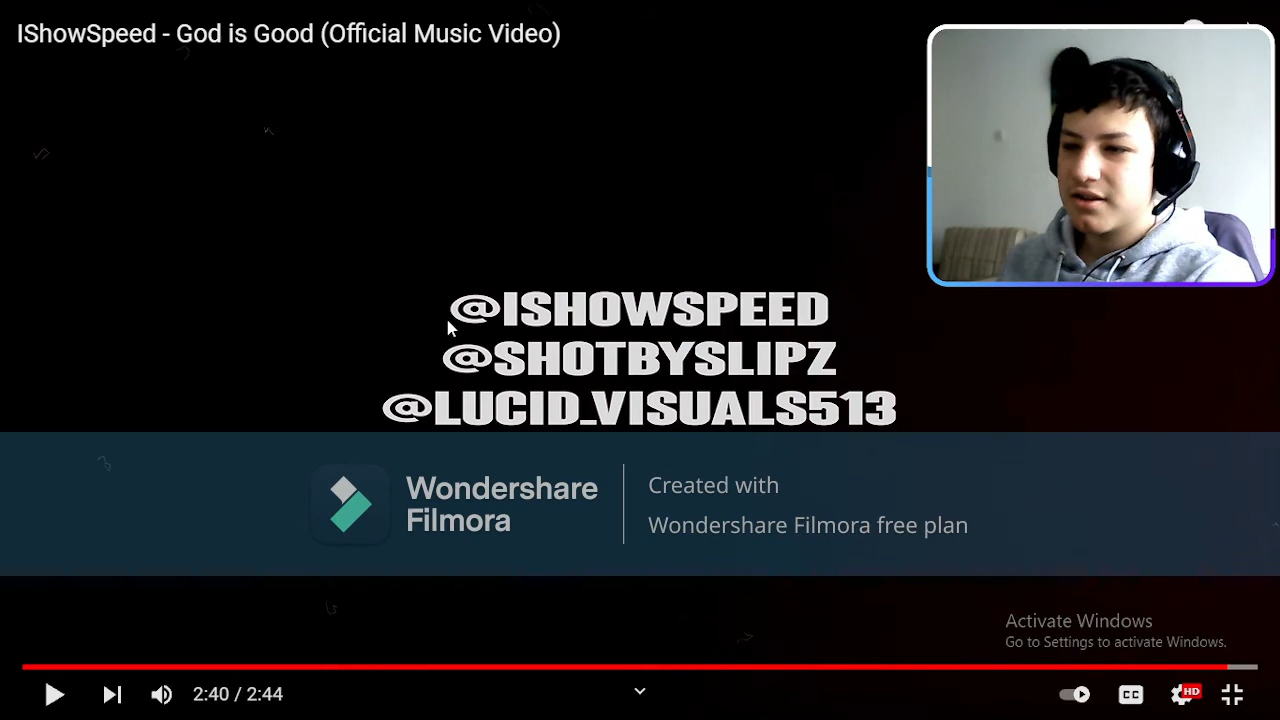 IShowSpeed - God is Good (Official Music Video)
@ISHOWSPEED
@SHOTBYSLIPZ
@LUCID_VISUALS513
Wondershare
Filmora
Created with
Wondershare Filmora free plan
Activate Windows
Go to Settings to activate Windows.
2:40 / 2:44
CC
HD